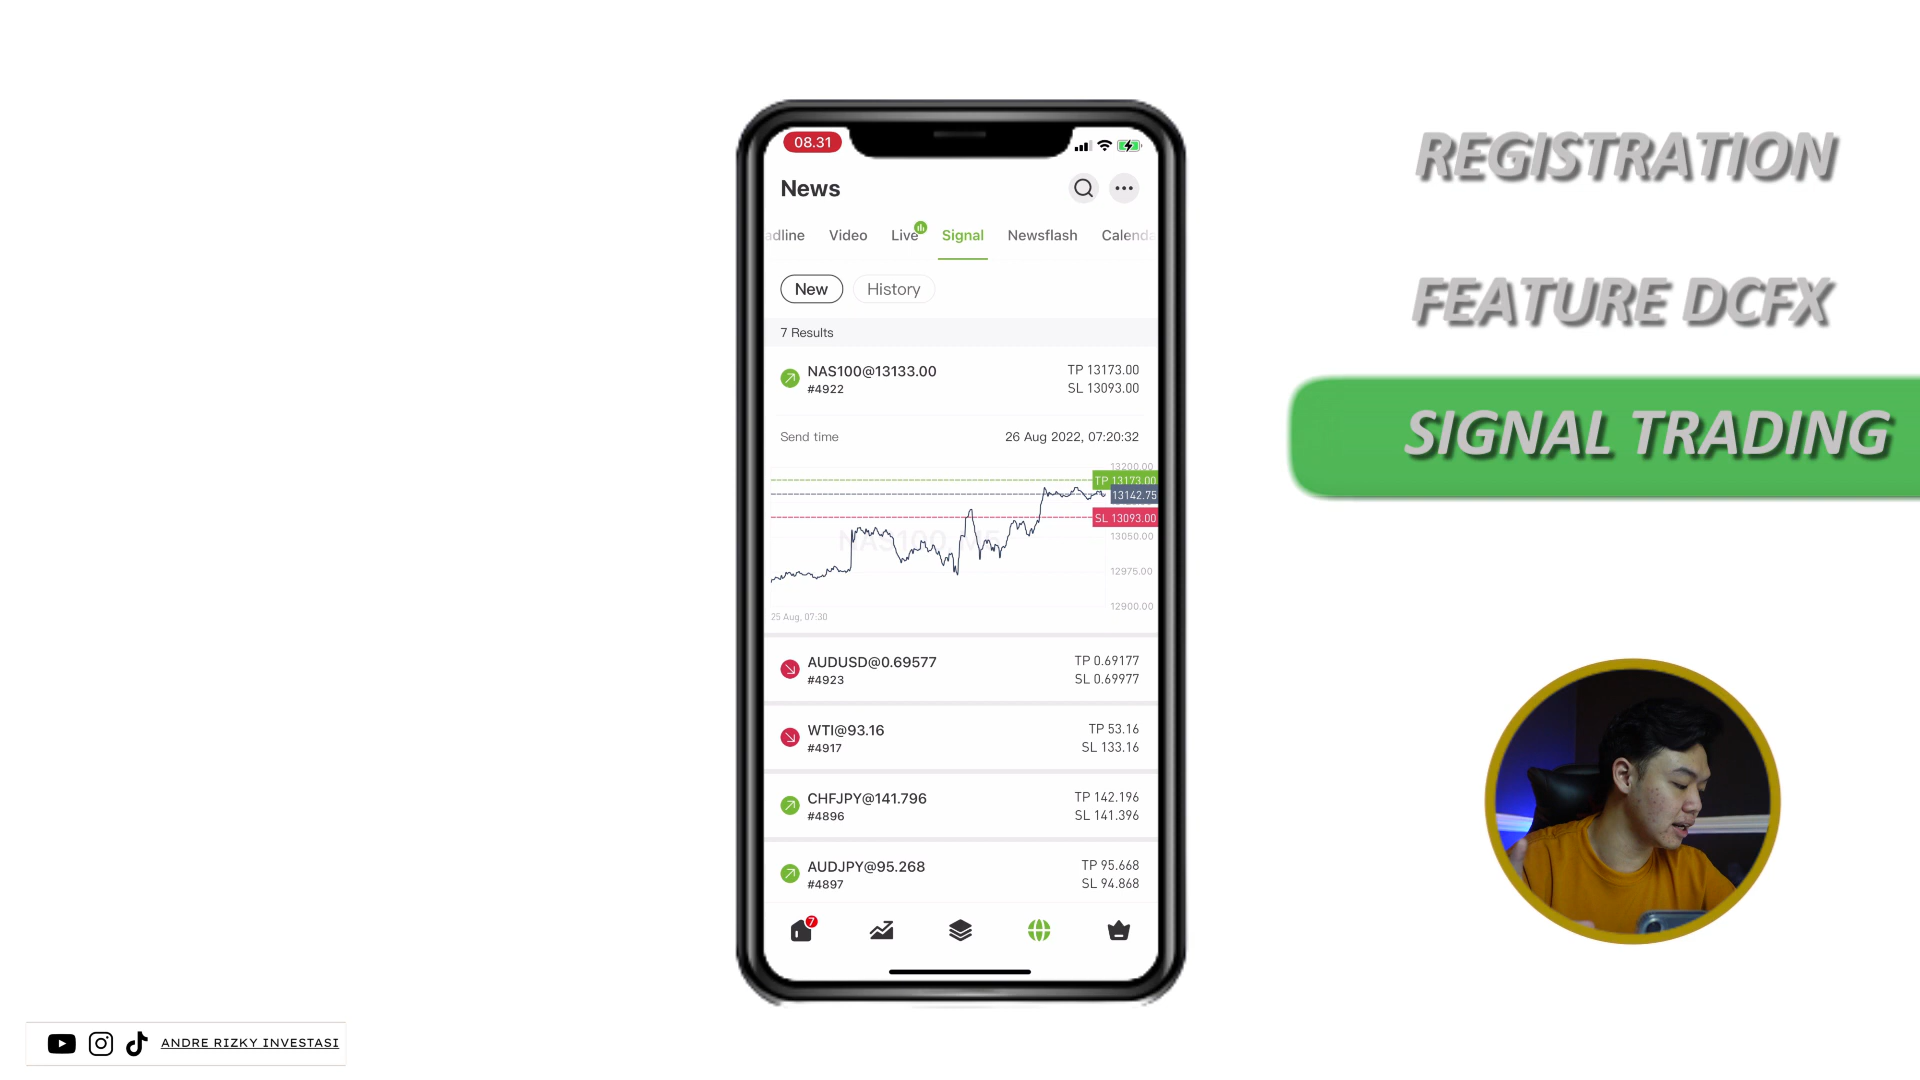 08.31
News
adline Video Live Signal Newsflash Calenda
New History
7 Results
NAS100@13133.00 TP 13173.00
#4922 SL 13093.00
Send time 26 Aug 2022, 07:20:32
13200.00
TP 13173.00
13142.75
SL 13093.00
NAS100, M5
13050.00
12975.00
12900.00
25 Aug, 07:30
AUDUSD@0.69577 TP 0.69177
#4923 SL 0.69977
WTI@93.16 TP 53.16
#4917 SL 133.16
CHFJPY@141.796 TP 142.196
#4896 SL 141.396
AUDJPY@95.268 TP 95.668
#4897 SL 94.868
7
REGISTRATION
FEATURE DCFX
SIGNAL TRADING
ANDRE RIZKY INVESTASI